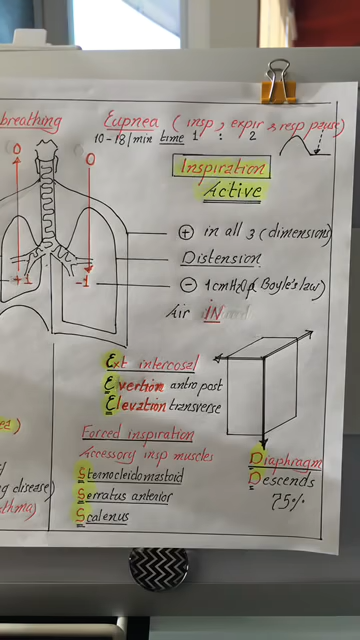 breathing
Eupnea (insp, expir, resp pause)
10-18/min time 1 : 2
Inspiration
Active
0 0
+ in all 3 (dimensions)
Distension
+1 -1
- 1cmH2O (Boyle's law)
Air IN
Ext intercosal
Evertion antro post
Elevation transverse
Forced inspiration
Accessory insp muscles
Sternocleidomastoid
Serratus anterior
Scalenus
Diaphragm
Descends
75%
ng disease)
thma)